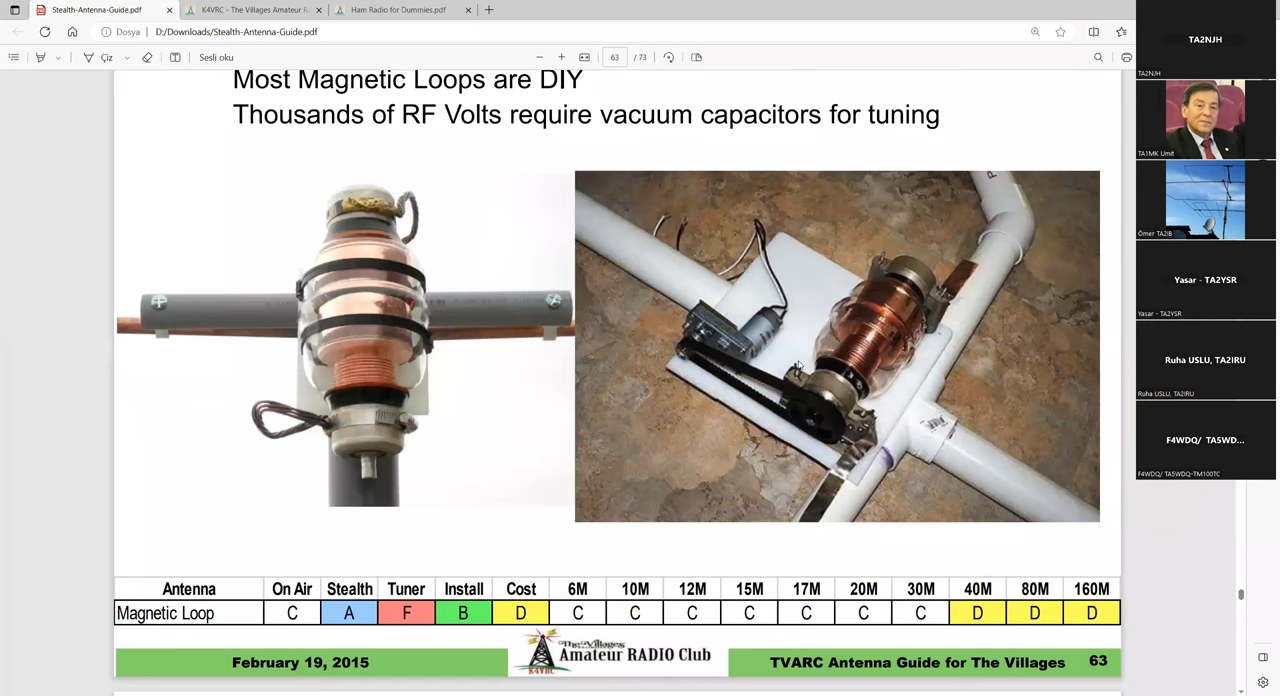 Stealth-Antenna-Guide.pdf
K4VRC - The Villages Amateur R
Ham Radio for Dummies.pdf
Dosya
D:/Downloads/Stealth-Antenna-Guide.pdf
Çiz
Sesli oku
63
/ 73
Most Magnetic Loops are DIY
Thousands of RF Volts require vacuum capacitors for tuning
Antenna On Air Stealth Tuner Install Cost 6M 10M 12M 15M 17M 20M 30M 40M 80M 160M
Magnetic Loop C A F B D C C C C C C C D D D
February 19, 2015
The Villages
Amateur RADIO Club
K4VRC
TVARC Antenna Guide for The Villages 63
TA2NJH
TA2NJH
TA1MK Umit
Ömer TA2IB
Yasar - TA2YSR
Yasar - TA2YSR
Ruha USLU, TA2IRU
Ruha USLU, TA2IRU
F4WDQ/ TA5WD...
F4WDQ/ TA5WDQ-TM100TC